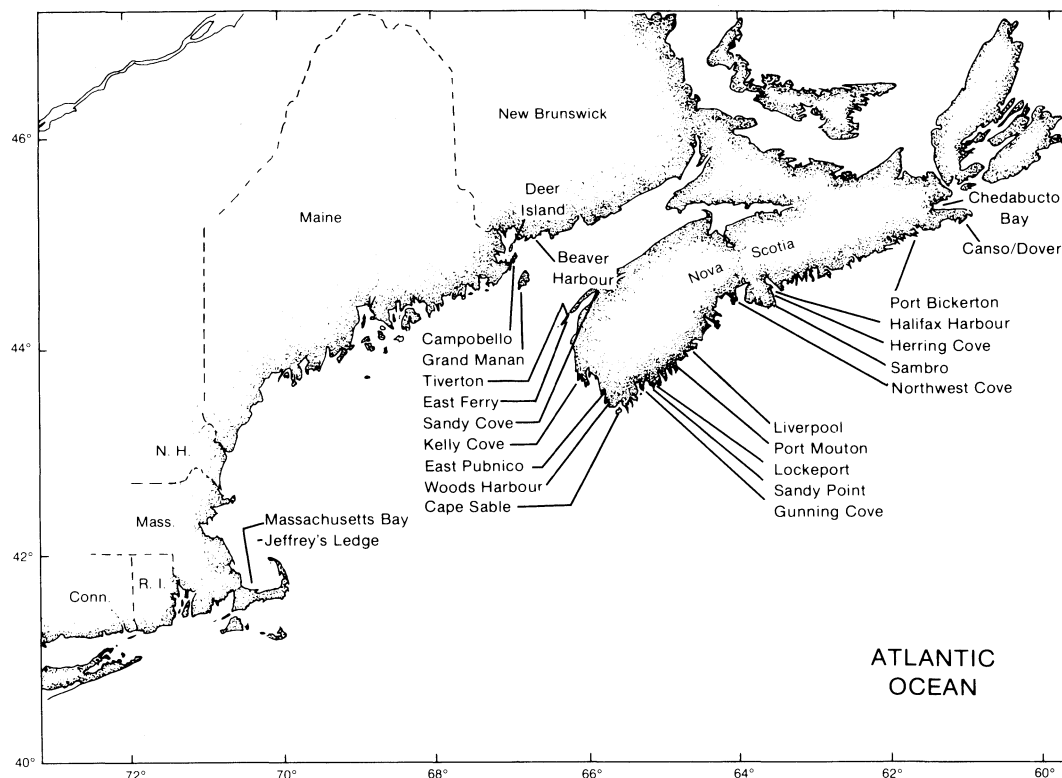 46°
44°
42°
40°
New Brunswick
Maine
Deer
Island
Beaver
Harbour
Nova
Scotia
Chedabucto
Bay
Canso/Dover
Port Bickerton
Halifax Harbour
Herring Cove
Sambro
Northwest Cove
Campobello
Grand Manan
Tiverton
East Ferry
Sandy Cove
Kelly Cove
East Pubnico
Woods Harbour
Cape Sable
Liverpool
Port Mouton
Lockeport
Sandy Point
Gunning Cove
N. H.
Mass.
Massachusetts Bay
-Jeffrey's Ledge
R. I.
Conn.
ATLANTIC
OCEAN
72° 70° 68° 66° 64° 62° 60°